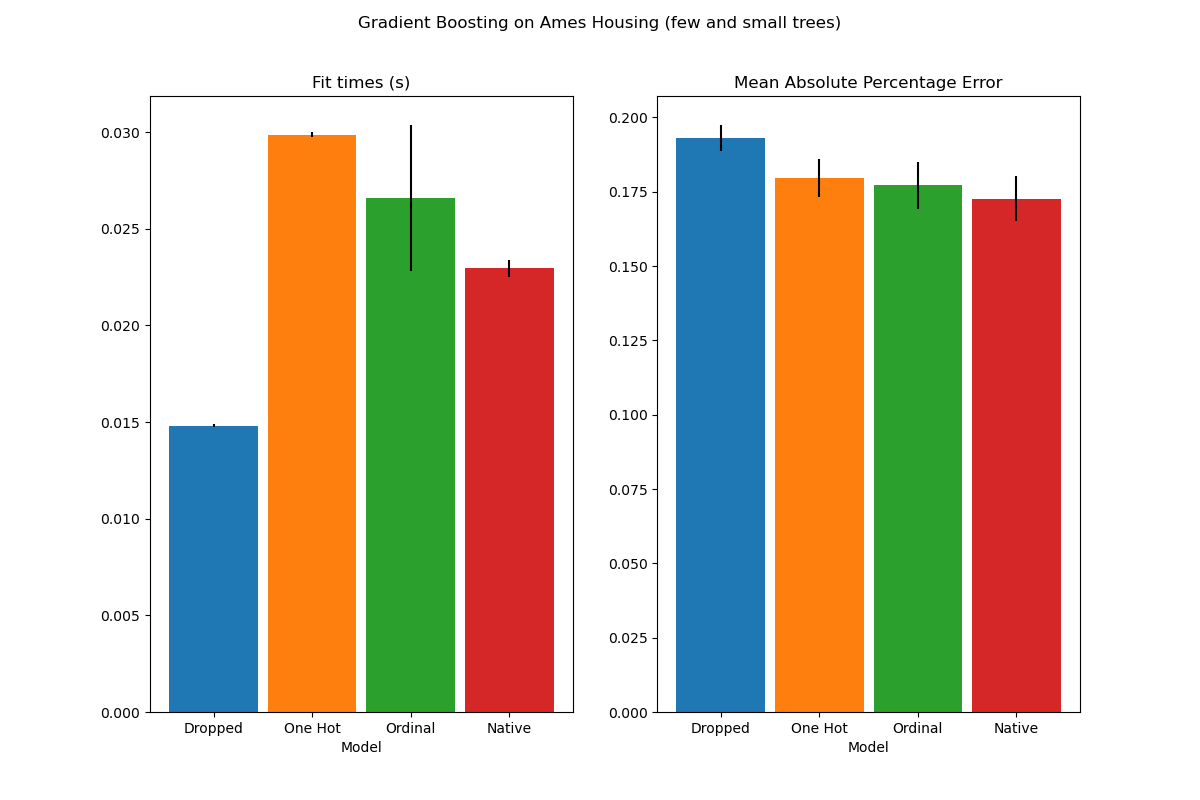 Gradient Boosting on Ames Housing (few and small trees)
Fit times (s)
0.030
0.025
0.020
0.015
0.010
0.005
0.000
Dropped One Hot Ordinal Native
Model
Mean Absolute Percentage Error
0.200
0.175
0.150
0.125
0.100
0.075
0.050
0.025
0.000
Dropped One Hot Ordinal Native
Model